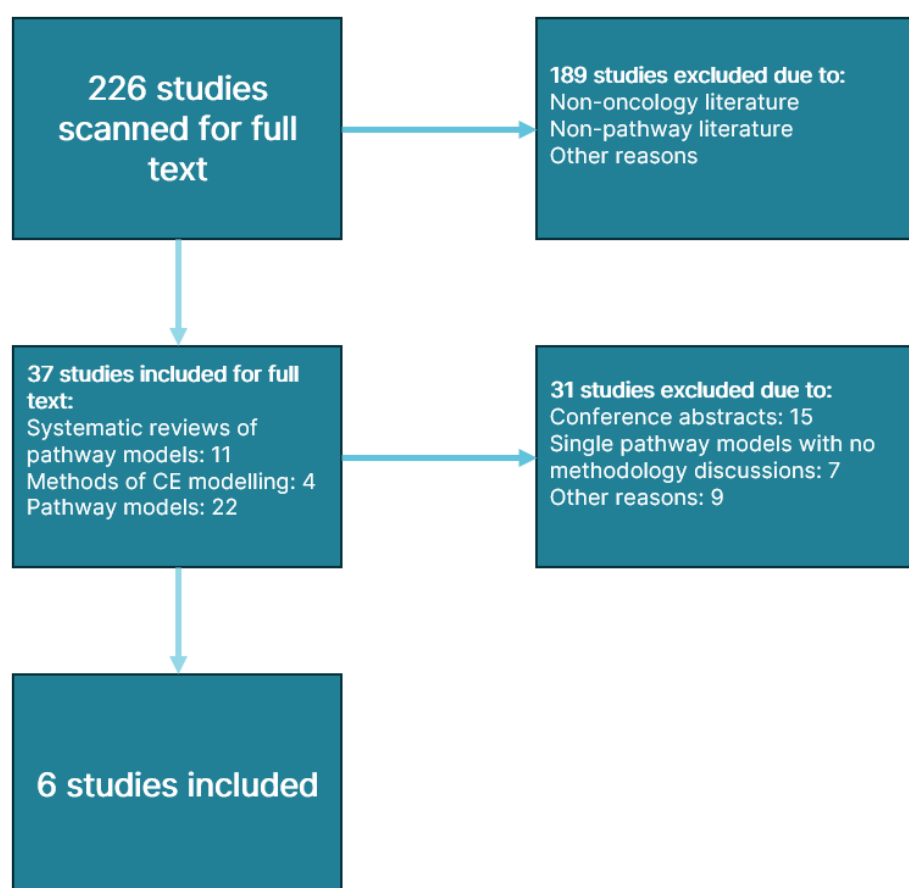 226 studies
scanned for full
text
189 studies excluded due to:
Non-oncology literature
Non-pathway literature
Other reasons
37 studies included for full
text:
Systematic reviews of
pathway models: 11
Methods of CE modelling: 4
Pathway models: 22
31 studies excluded due to:
Conference abstracts: 15
Single pathway models with no
methodology discussions: 7
Other reasons: 9
6 studies included